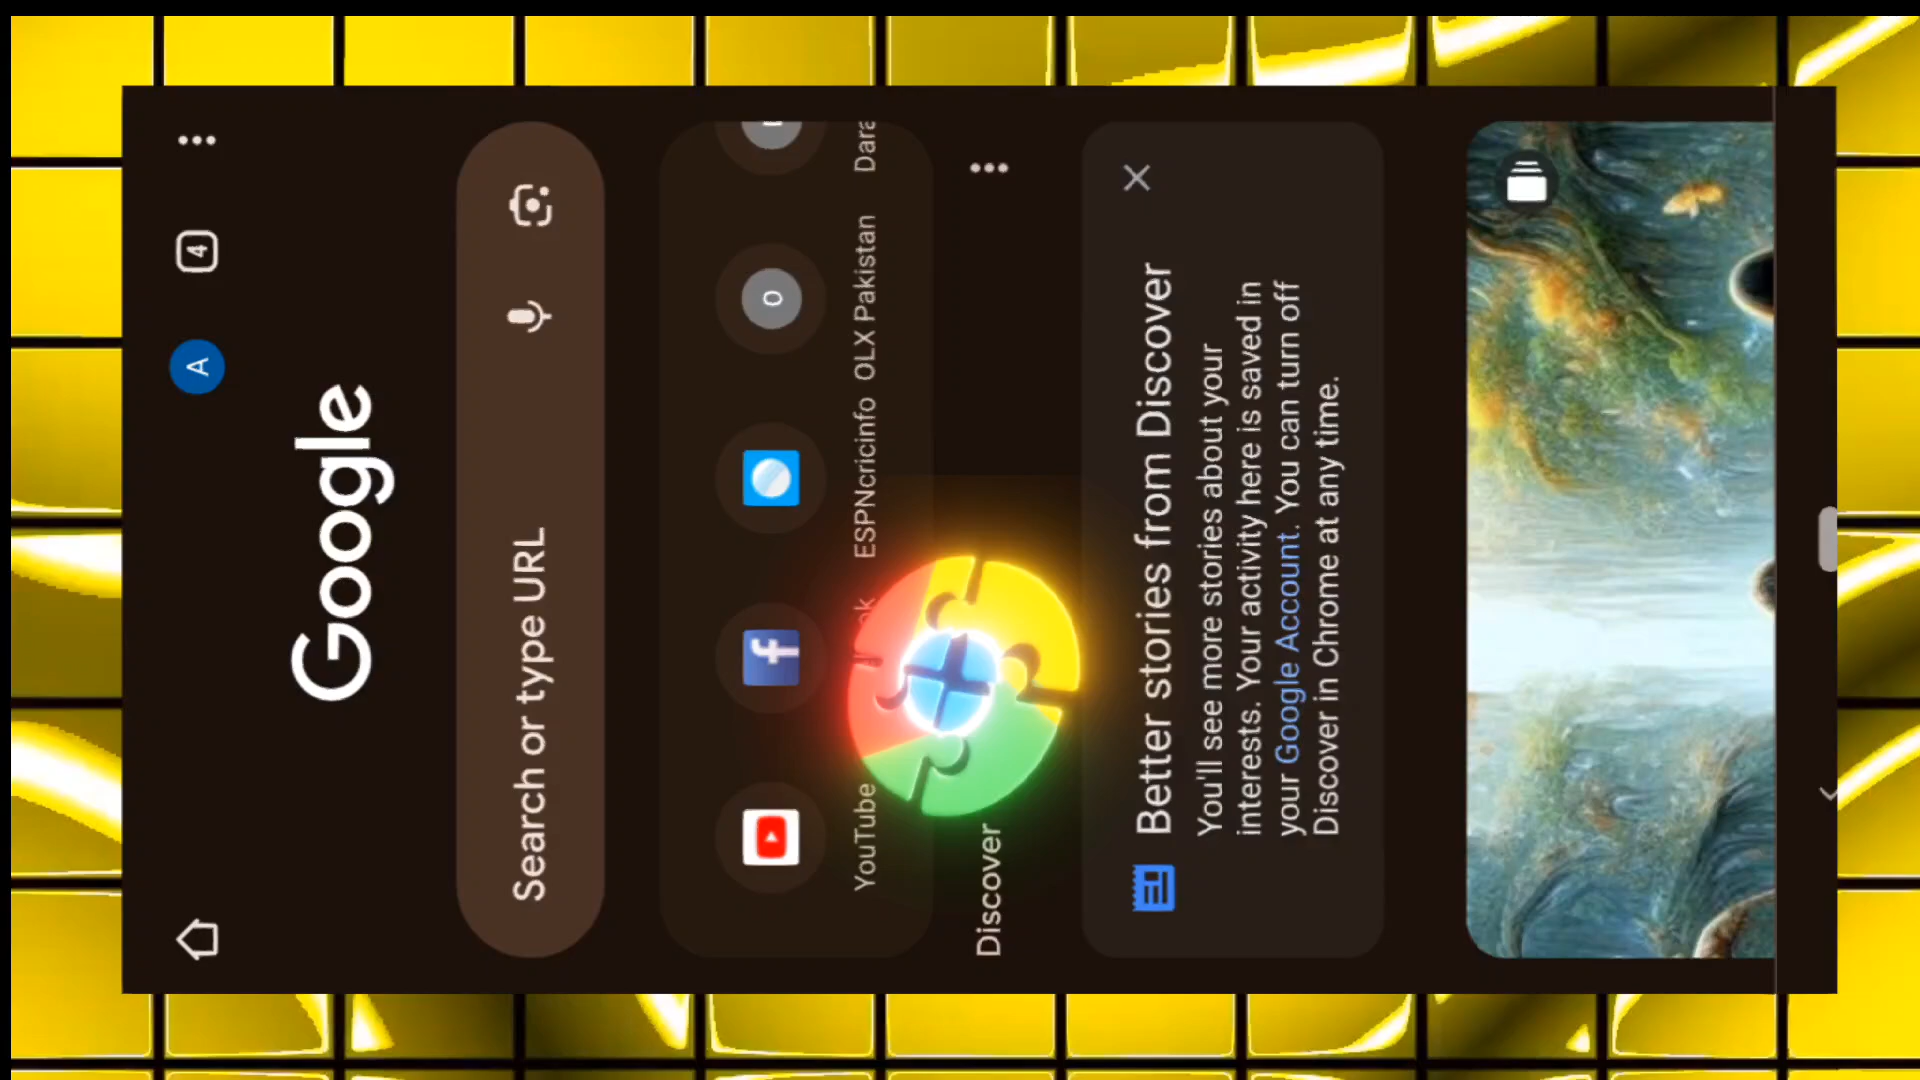 A
4
Google
Search or type URL
YouTube
ESPNcricinfo
OLX Pakistan
Discover
Better stories from Discover
You'll see more stories about your
interests. Your activity here is saved in
your Google Account. You can turn off
Discover in Chrome at any time.